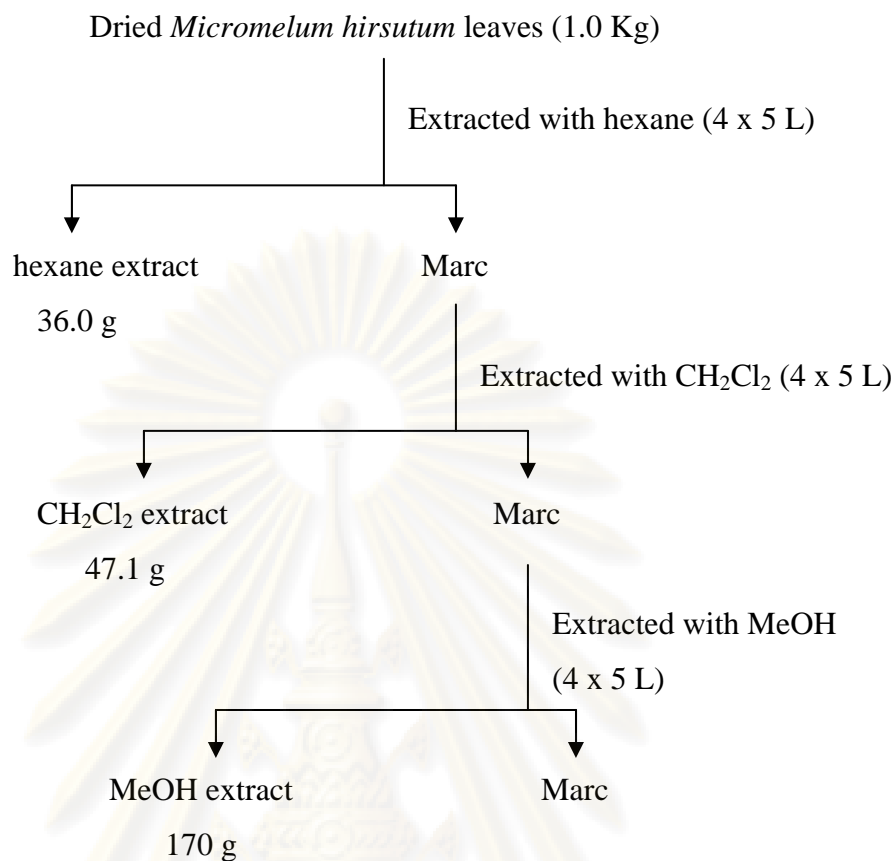 Dried Micromelum hirsutum leaves (1.0 Kg)
Extracted with hexane (4 x 5 L)
hexane extract
36.0 g
Marc
Extracted with CH₂Cl₂ (4 x 5 L)
CH₂Cl₂ extract
47.1 g
Marc
Extracted with MeOH
(4 x 5 L)
MeOH extract
170 g
Marc